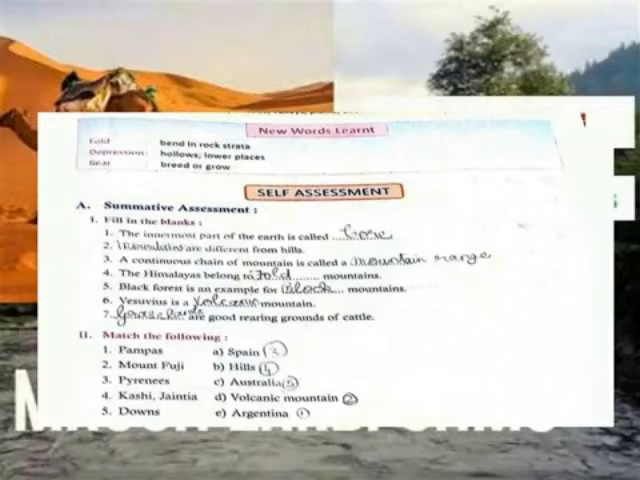 New Words Learnt
Fold bend in rock strata
Depression: hollows; lower places
Rear breed or grow
SELF ASSESSMENT
A. Summative Assessment :
I. Fill in the blanks :
1. The innermost part of the earth is called ....Core.
2. Mountains are different from hills.
3. A continuous chain of mountain is called a mountain range
4. The Himalayas belong to Fold........ mountains.
5. Black forest is an example for Block.... mountains.
6. Vesuvius is a Volcanic mountain.
7. Grasslands are good rearing grounds of cattle.
II. Match the following :
1. Pampas a) Spain (3)
2. Mount Fuji b) Hills (4)
3. Pyrenees c) Australia (5)
4. Kashi, Jaintia d) Volcanic mountain (2)
5. Downs e) Argentina (1)